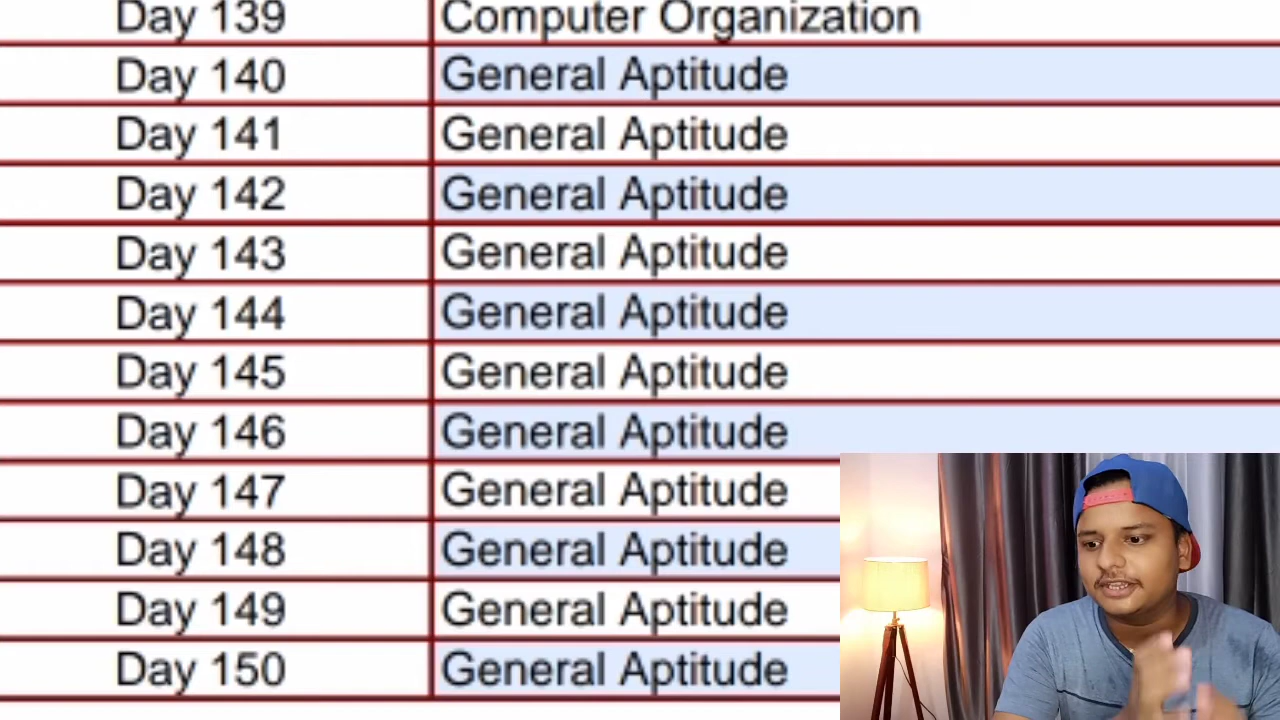 Day 139 Computer Organization
Day 140 General Aptitude
Day 141 General Aptitude
Day 142 General Aptitude
Day 143 General Aptitude
Day 144 General Aptitude
Day 145 General Aptitude
Day 146 General Aptitude
Day 147 General Aptitude
Day 148 General Aptitude
Day 149 General Aptitude
Day 150 General Aptitude